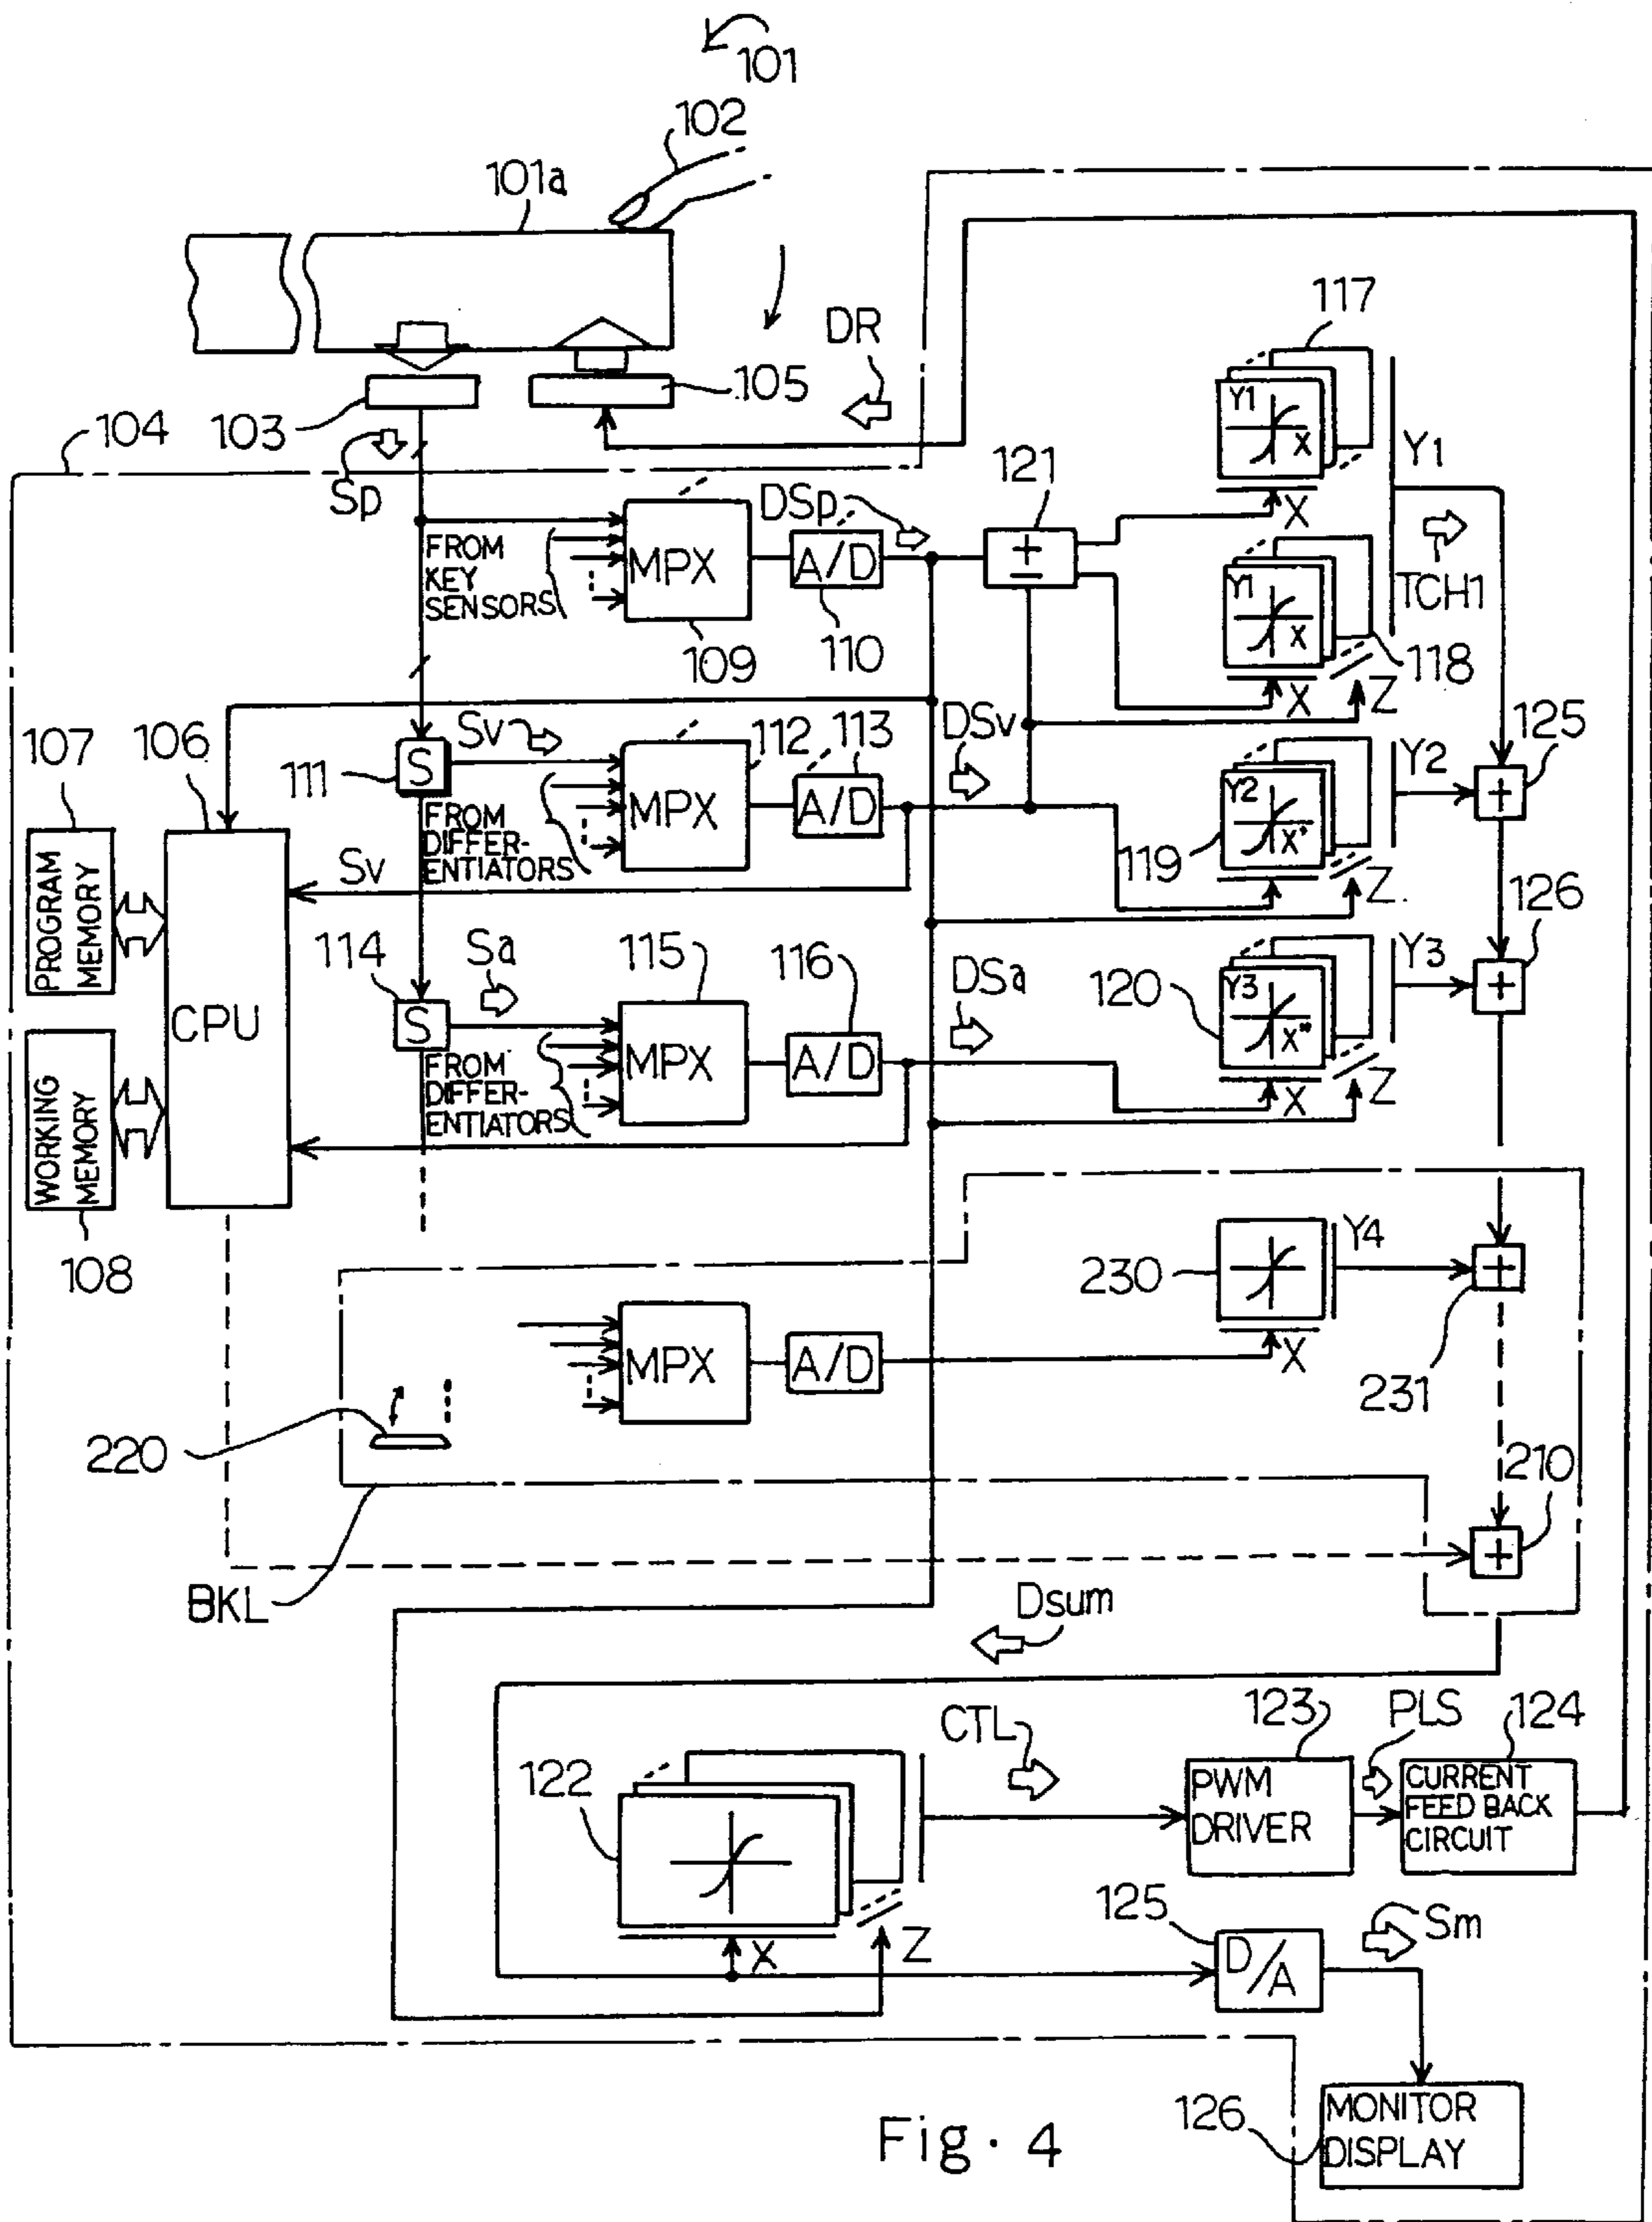 101
102
101a
117
DR
105
103
104
Y1
X
Y1
Sp
DSp
121
X
FROM KEY SENSORS
MPX
A/D
+
−
Y1
X
TCH1
109
110
118
X
Z
Sv
DSv
107
106
112
113
125
111
S
MPX
A/D
Y2
X'
Y2
+
PROGRAM MEMORY
FROM DIFFER-ENTIATORS
119
Sv
Z
126
114
Sa
115
116
DSa
120
Y3
X"
Y3
+
CPU
S
MPX
A/D
WORKING MEMORY
FROM DIFFER-ENTIATORS
X
Z
108
230
Y4
+
MPX
A/D
X
231
220
210
+
BKL
Dsum
CTL
123
PLS
124
122
PWM DRIVER
CURRENT FEED BACK CIRCUIT
125
Sm
X
Z
D/A
126
MONITOR DISPLAY
Fig. 4